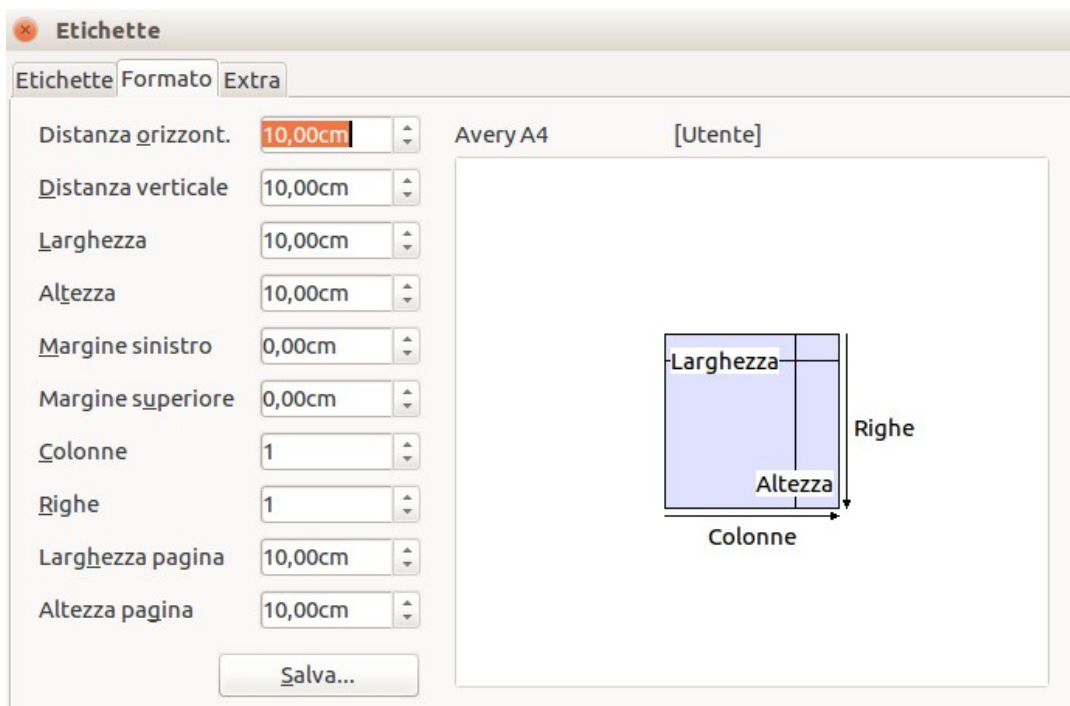 Etichette
Etichette Formato Extra
Distanza orizzont. 10,00cm
Avery A4 [Utente]
Distanza verticale 10,00cm
Larghezza 10,00cm
Altezza 10,00cm
Margine sinistro 0,00cm
Margine superiore 0,00cm
Colonne 1
Righe 1
Larghezza pagina 10,00cm
Altezza pagina 10,00cm
Salva...
Larghezza
Righe
Altezza
Colonne